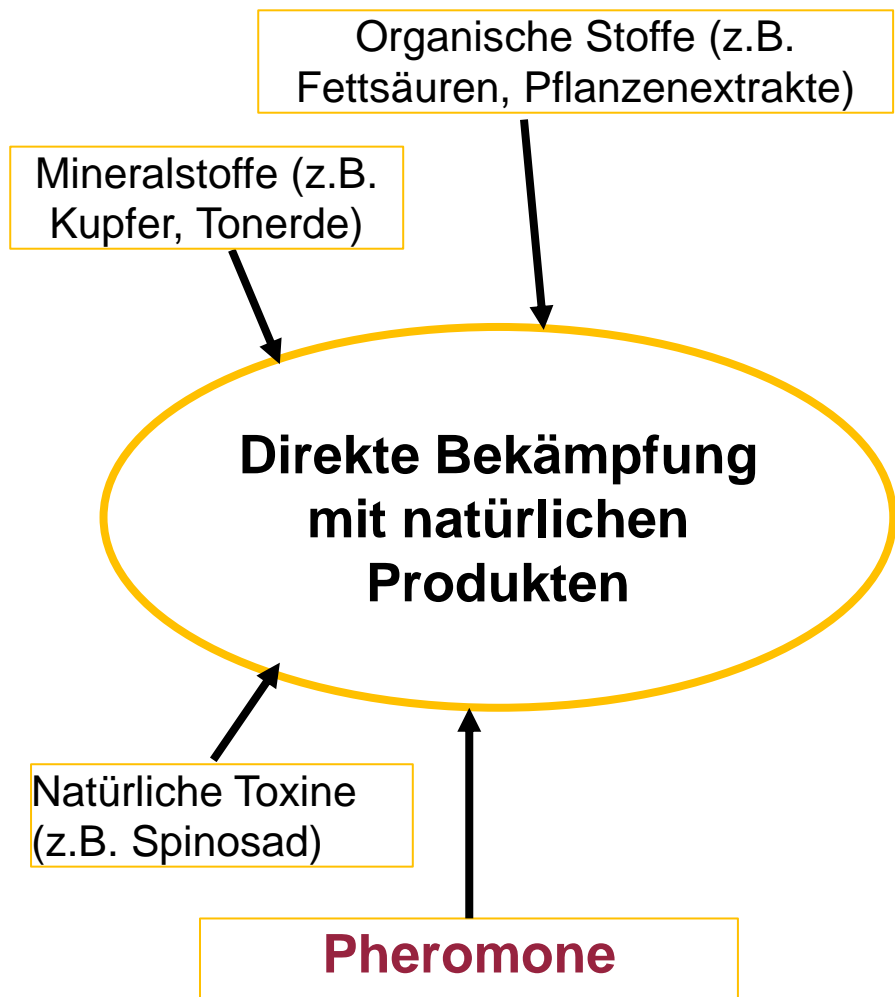 Organische Stoffe (z.B.
Fettsäuren, Pflanzenextrakte)
Mineralstoffe (z.B.
Kupfer, Tonerde)
Direkte Bekämpfung
mit natürlichen
Produkten
Natürliche Toxine
(z.B. Spinosad)
Pheromone